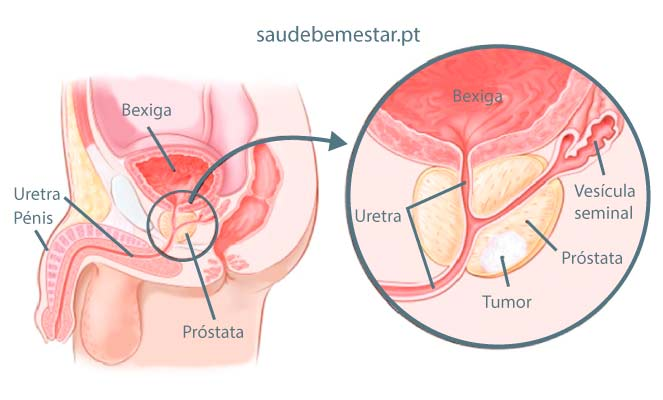 saudebemestar.pt
Bexiga
Uretra
Pénis
Próstata
Bexiga
Uretra
Vesícula
seminal
Próstata
Tumor